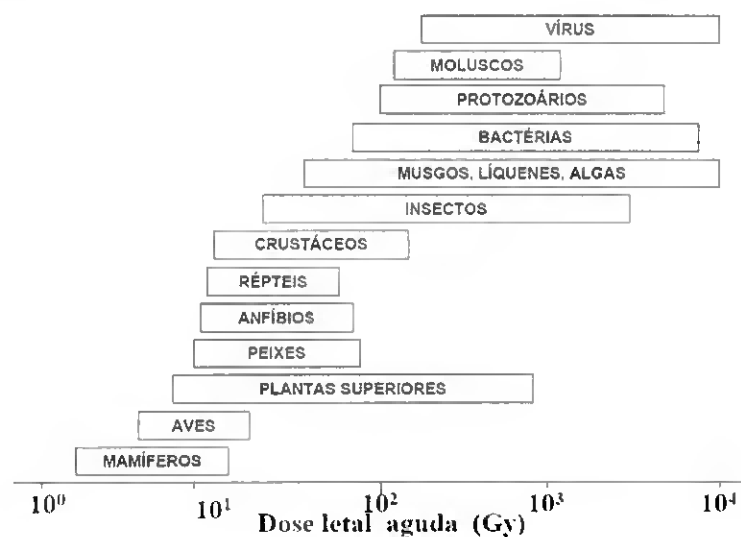 VÍRUS
MOLUSCOS
PROTOZOÁRIOS
BACTÉRIAS
MUSGOS, LÍQUENES, ALGAS
INSECTOS
CRUSTÁCEOS
RÉPTEIS
ANFÍBIOS
PEIXES
PLANTAS SUPERIORES
AVES
MAMÍFEROS
10⁰ 10¹ 10² 10³ 10⁴
Dose letal aguda (Gy)